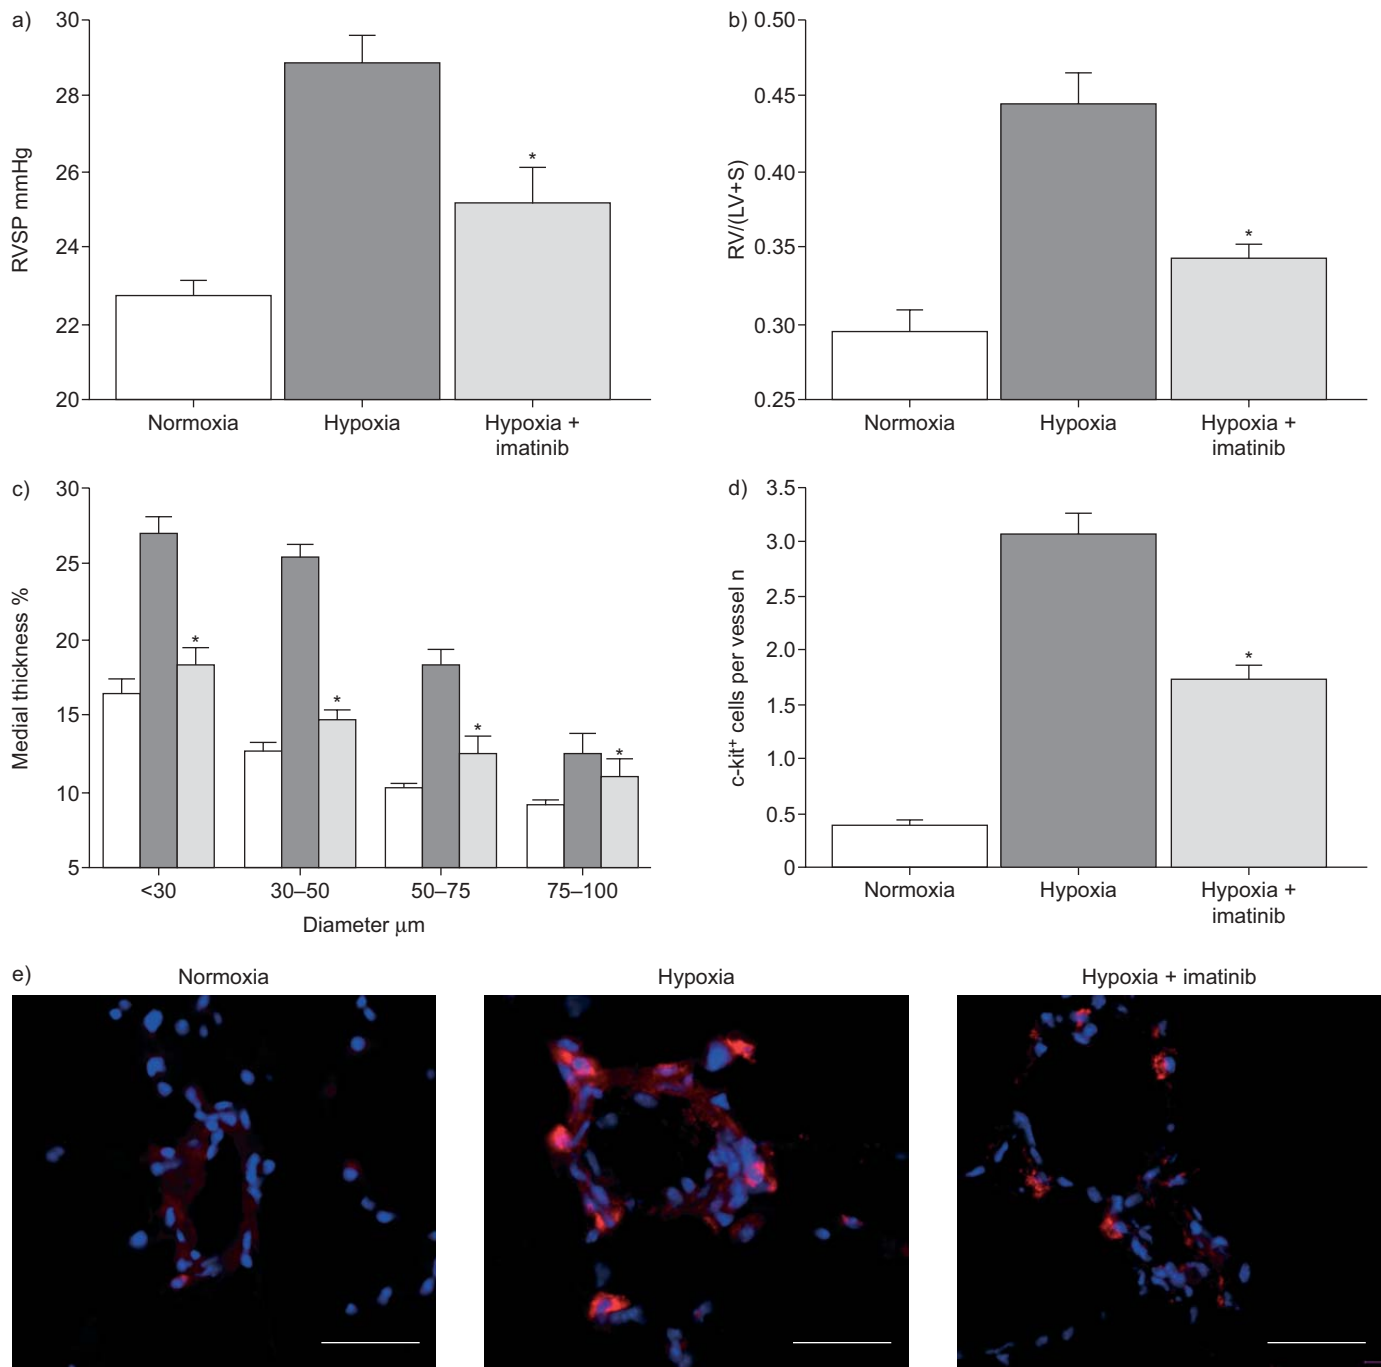 a)
30
28
26
24
22
20
RVSP mmHg
*
Normoxia
Hypoxia
Hypoxia +
imatinib
b)
0.50
0.45
0.40
0.35
0.30
0.25
RV/(LV+S)
*
Normoxia
Hypoxia
Hypoxia +
imatinib
c)
30
25
20
15
10
5
Medial thickness %
*
*
*
*
<30
30–50
50–75
75–100
Diameter μm
d)
3.5
3.0
2.5
2.0
1.5
1.0
0.5
0
c-kit⁺ cells per vessel n
*
Normoxia
Hypoxia
Hypoxia +
imatinib
e)
Normoxia
Hypoxia
Hypoxia + imatinib